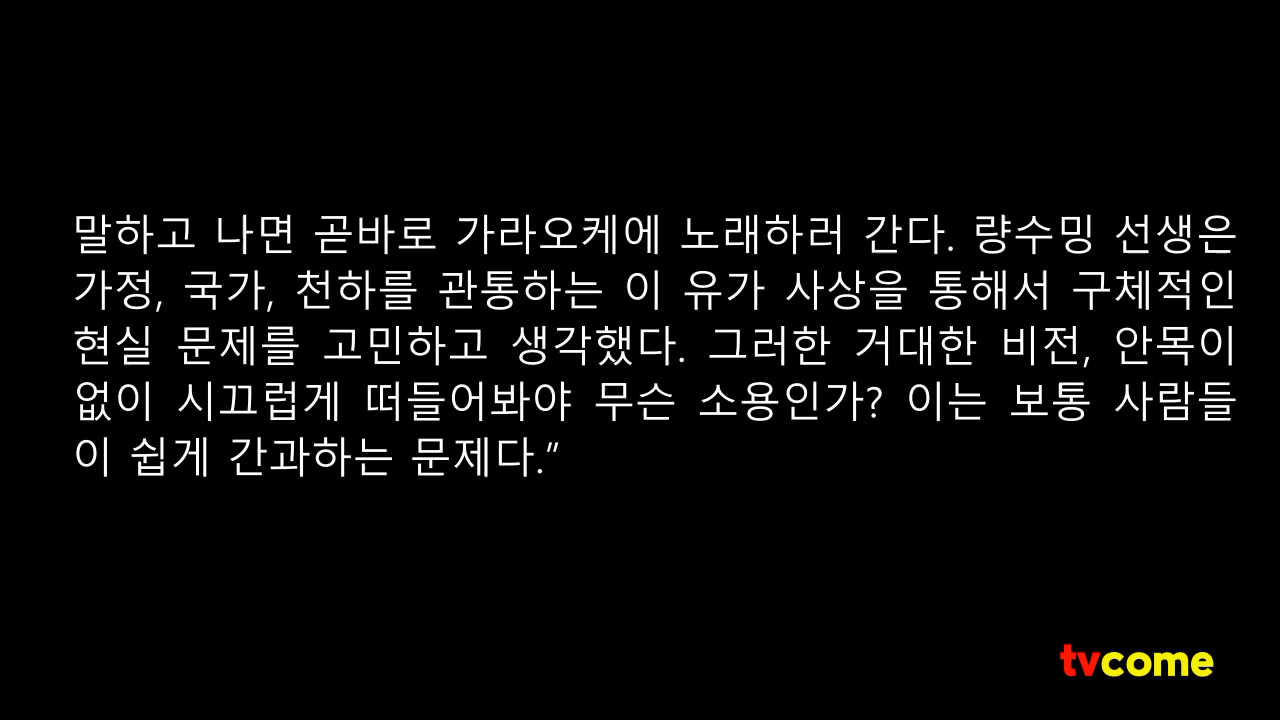 말하고 나면 곧바로 가라오케에 노래하러 간다. 량수밍 선생은
가정, 국가, 천하를 관통하는 이 유가 사상을 통해서 구체적인
현실 문제를 고민하고 생각했다. 그러한 거대한 비전, 안목이
없이 시끄럽게 떠들어봐야 무슨 소용인가? 이는 보통 사람들
이 쉽게 간과하는 문제다.”
tvcome